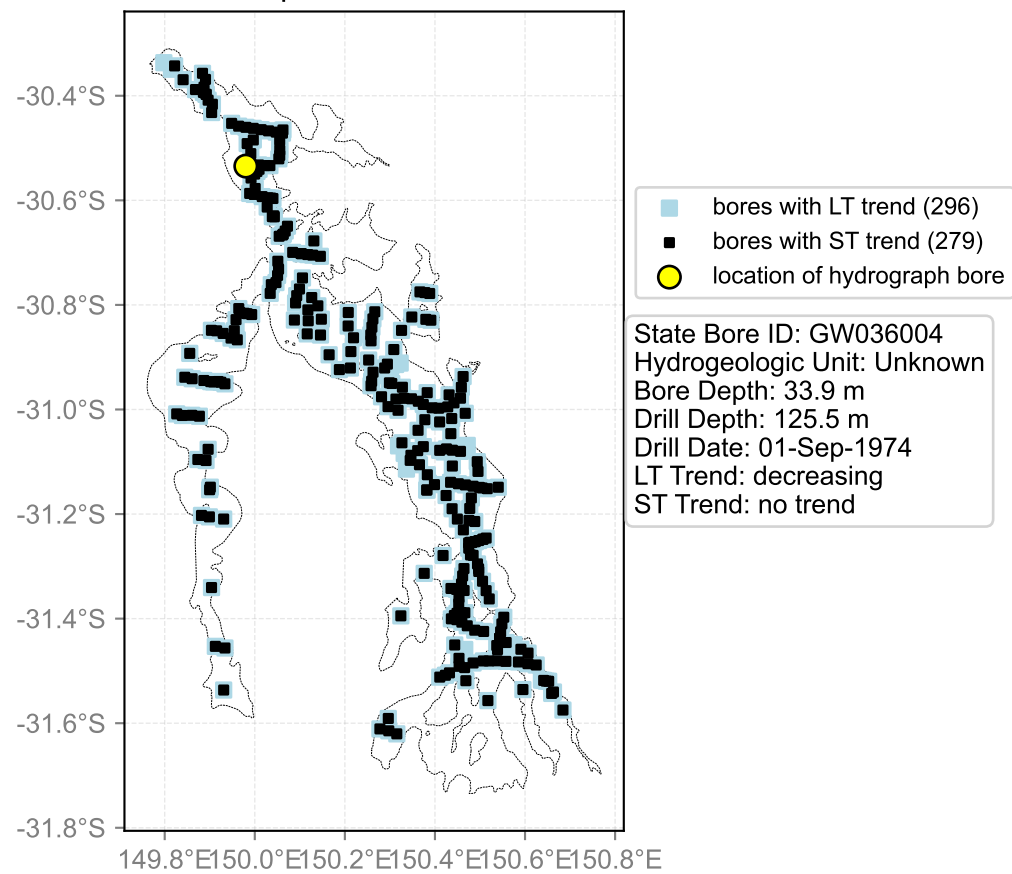 -30.4°S
-30.6°S
-30.8°S
-31.0°S
-31.2°S
-31.4°S
-31.6°S
-31.8°S
149.8°E150.0°E150.2°E150.4°E150.6°E150.8°E
bores with LT trend (296)
bores with ST trend (279)
location of hydrograph bore
State Bore ID: GW036004
Hydrogeologic Unit: Unknown
Bore Depth: 33.9 m
Drill Depth: 125.5 m
Drill Date: 01-Sep-1974
LT Trend: decreasing
ST Trend: no trend